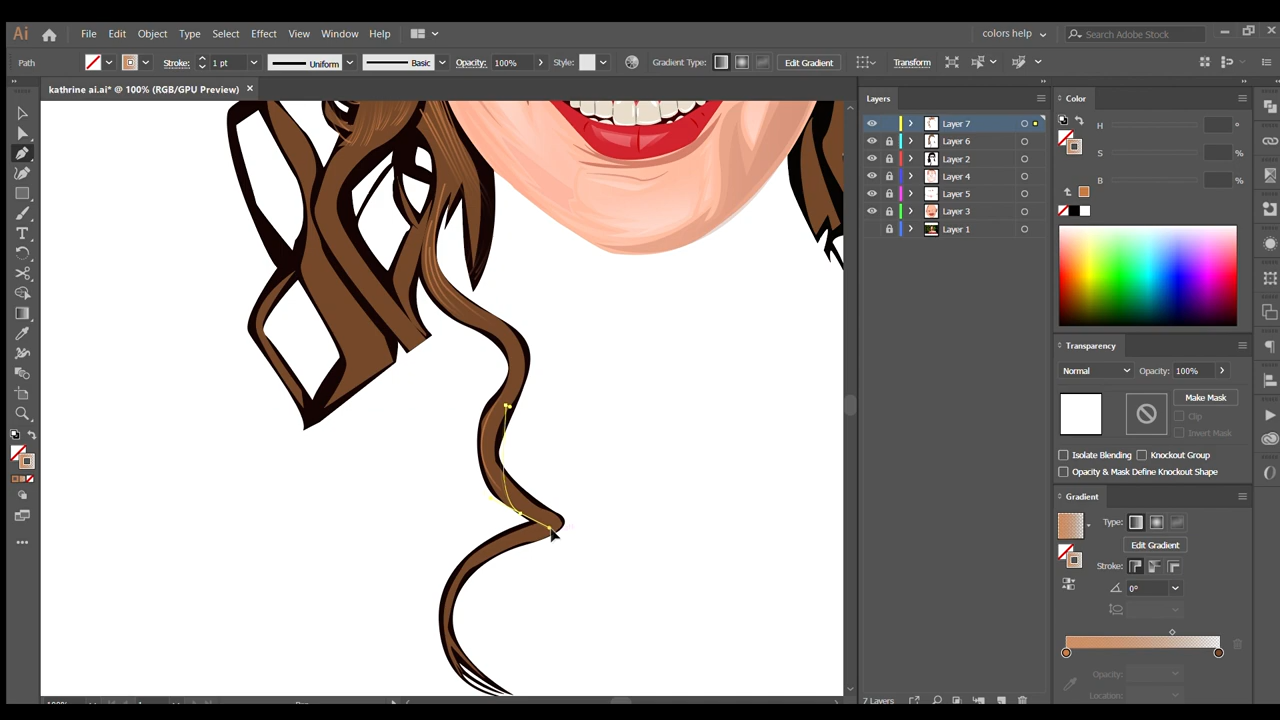 Ai File Edit Object Type Select Effect View Window Help colors help Search Adobe Stock
Path Stroke: 1 pt Uniform Basic Opacity: 100% Style: Gradient Type: Edit Gradient Transform
kathrine ai.ai* @ 100% (RGB/GPU Preview) ×
Layers
Layer 7
Layer 6
Layer 2
Layer 4
Layer 5
Layer 3
Layer 1
7 Layers
Color
H °
S %
B %
Transparency
Normal Opacity: 100%
Make Mask
Clip
Invert Mask
Isolate Blending Knockout Group
Opacity & Mask Define Knockout Shape
Gradient
Type:
Edit Gradient
Stroke:
0°
Opacity:
Location: